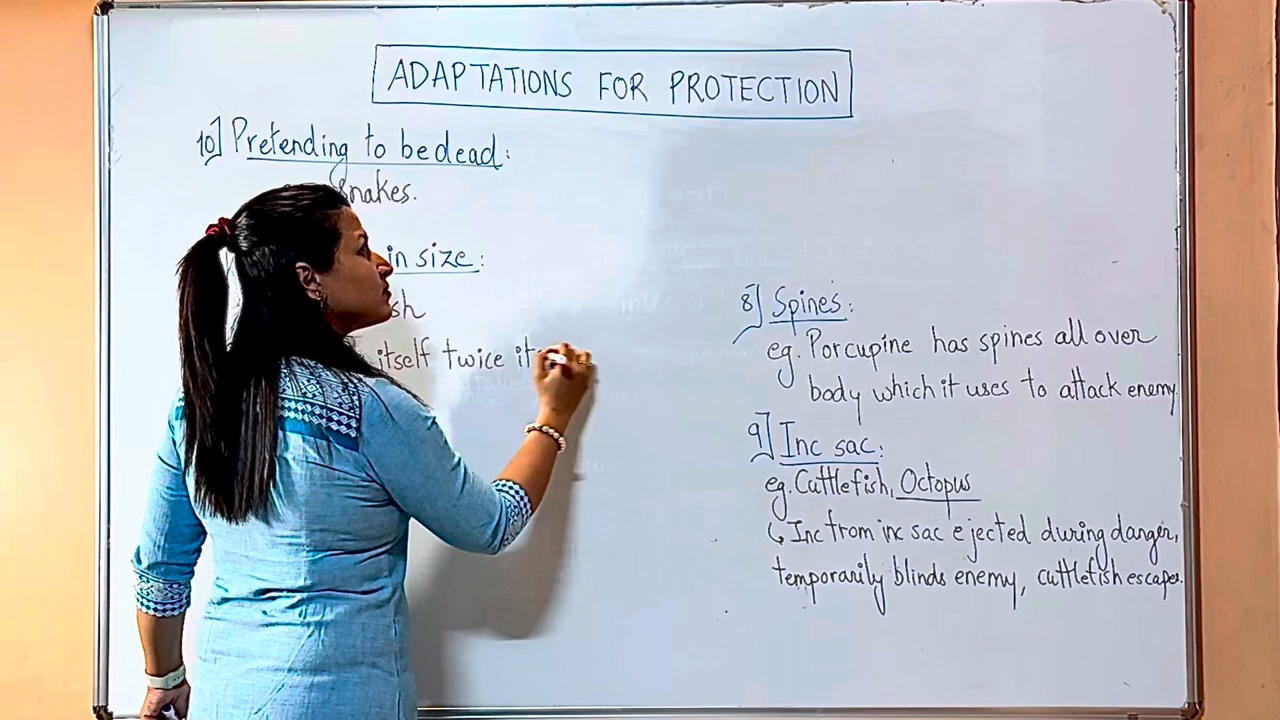 ADAPTATIONS FOR PROTECTION
10] Pretending to be dead:
Snakes.
in size:
sh
itself twice it
8] Spines:
eg. Porcupine has spines all over
body which it uses to attack enemy
9] Inc sac:
eg. Cuttlefish, Octopus
↳ Inc from inc sac ejected during danger,
temporarily blinds enemy, cuttlefish escapes.